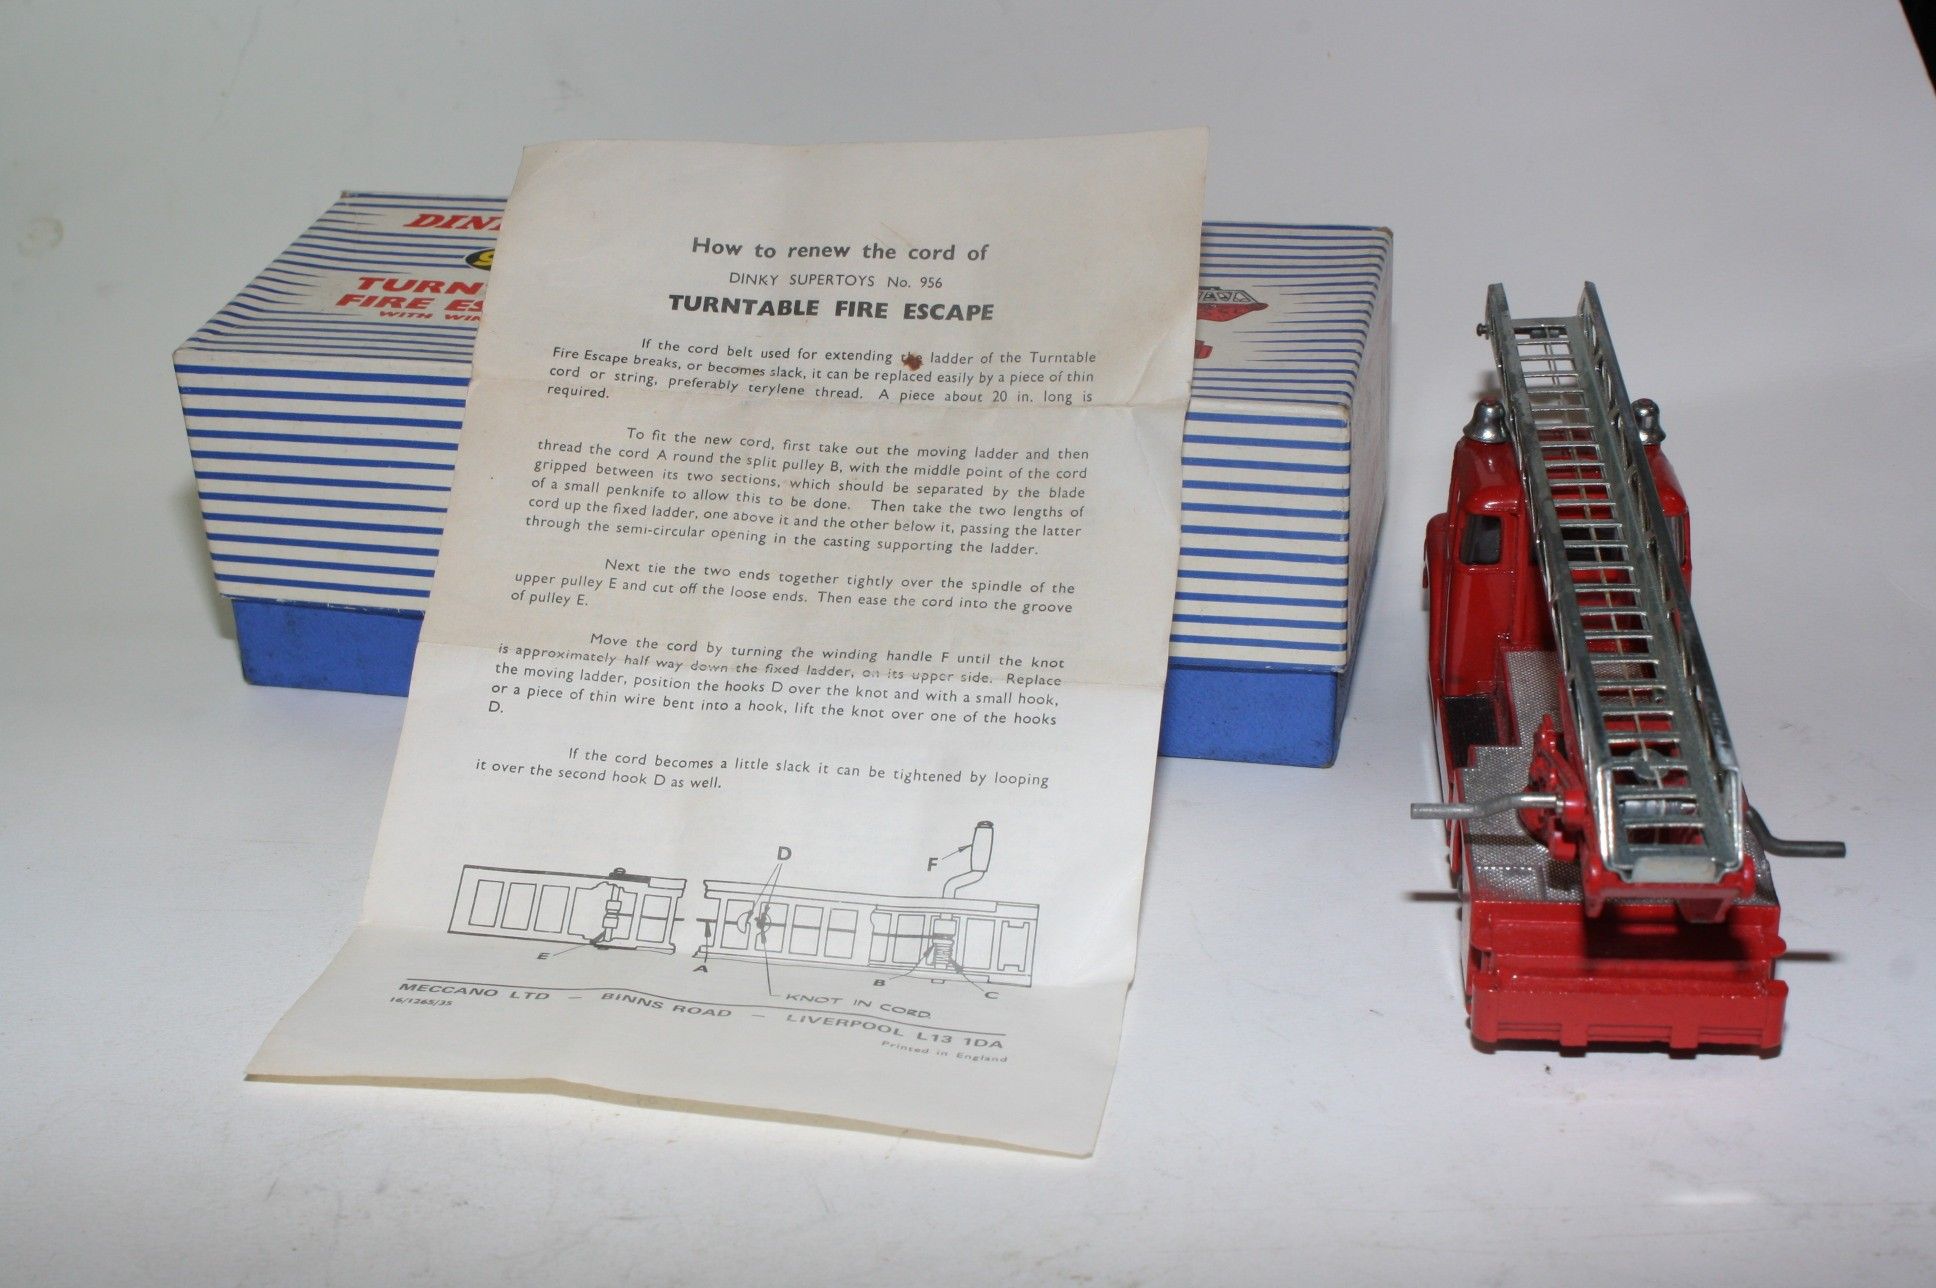 DIN
9
TURN
FIRE ES
WITH WIN
How to renew the cord of
DINKY SUPERTOYS No. 956
TURNTABLE FIRE ESCAPE
If the cord belt used for extending the ladder of the Turntable
Fire Escape breaks, or becomes slack, it can be replaced easily by a piece of thin
cord or string, preferably terylene thread. A piece about 20 in. long is
required.
To fit the new cord, first take out the moving ladder and then
thread the cord A round the split pulley B, with the middle point of the cord
gripped between its two sections, which should be separated by the blade
of a small penknife to allow this to be done. Then take the two lengths of
cord up the fixed ladder, one above it and the other below it, passing the latter
through the semi-circular opening in the casting supporting the ladder.
Next tie the two ends together tightly over the spindle of the
upper pulley E and cut off the loose ends. Then ease the cord into the groove
of pulley E.
Move the cord by turning the winding handle F until the knot
is approximately half way down the fixed ladder, on its upper side. Replace
the moving ladder, position the hooks D over the knot and with a small hook,
or a piece of thin wire bent into a hook, lift the knot over one of the hooks
D.
If the cord becomes a little slack it can be tightened by looping
it over the second hook D as well.
D
F
E
A
B
C
KNOT IN CORD.
MECCANO LTD – BINNS ROAD – LIVERPOOL L13 1DA
16/1265/35
Printed in England